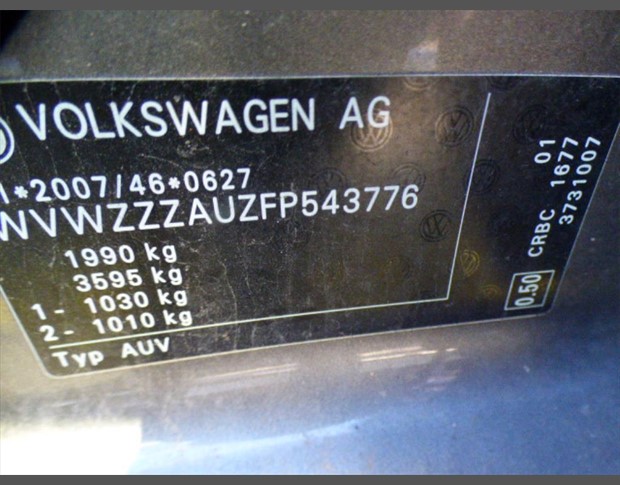 VOLKSWAGEN AG
1*2007/46*0627
WVWZZZAUZFP543776
1990 kg
3595 kg
1 - 1030 kg
2 - 1010 kg
Typ AUV
CRBC 01
1677
3731007
0.50